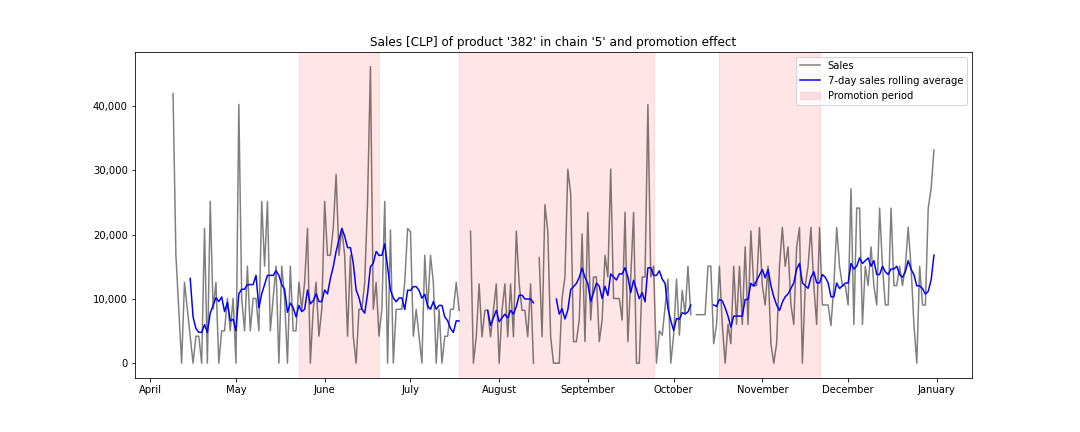 Sales [CLP] of product '382' in chain '5' and promotion effect
Sales
7-day sales rolling average
Promotion period
40,000
30,000
20,000
10,000
0
April May June July August September October November December January